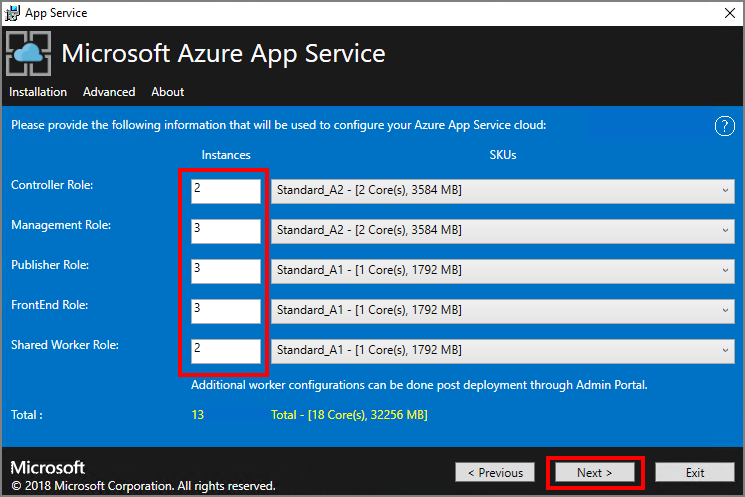 App Service
Microsoft Azure App Service
Installation Advanced About
Please provide the following information that will be used to configure your Azure App Service cloud: ?
Instances SKUs
Controller Role: 2 Standard_A2 - [2 Core(s), 3584 MB]
Management Role: 3 Standard_A2 - [2 Core(s), 3584 MB]
Publisher Role: 3 Standard_A1 - [1 Core(s), 1792 MB]
FrontEnd Role: 3 Standard_A1 - [1 Core(s), 1792 MB]
Shared Worker Role: 2 Standard_A1 - [1 Core(s), 1792 MB]
Additional worker configurations can be done post deployment through Admin Portal.
Total : 13 Total - [18 Core(s), 32256 MB]
Microsoft
© 2018 Microsoft Corporation. All rights reserved.
< Previous Next > Exit